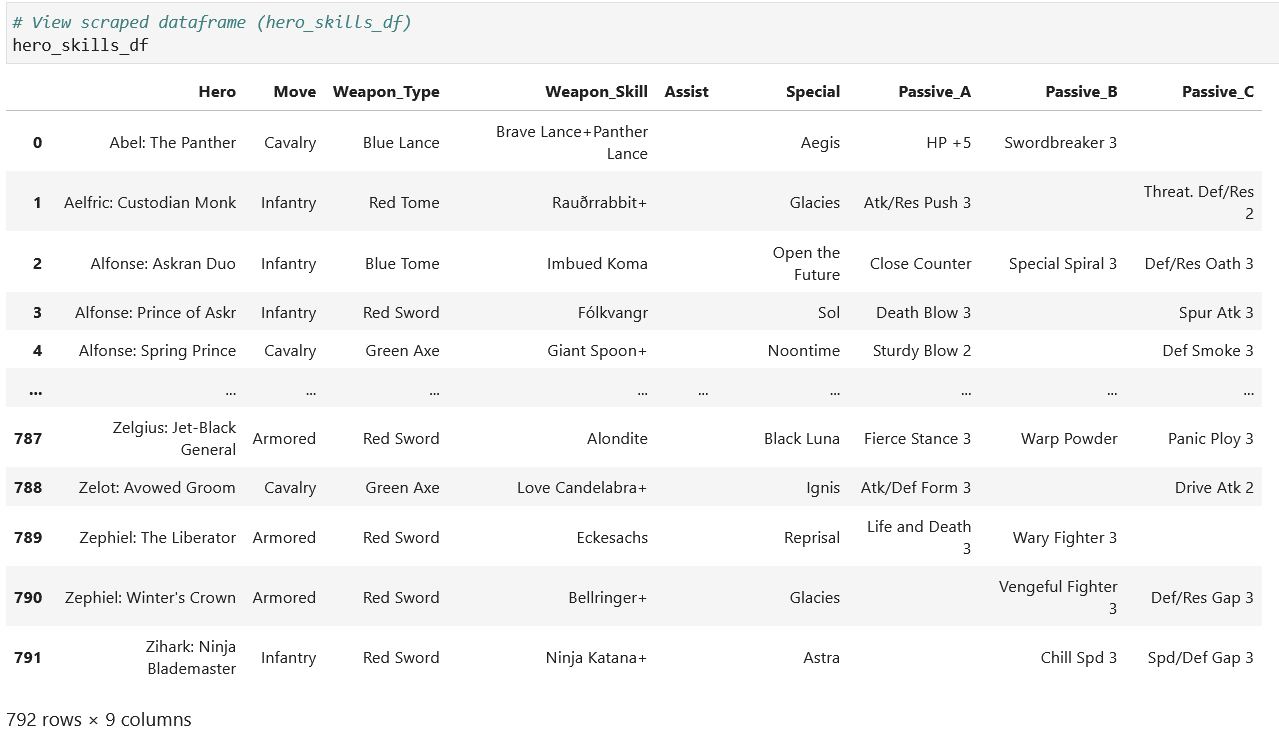 # View scraped dataframe (hero_skills_df)
hero_skills_df
Hero Move Weapon_Type Weapon_Skill Assist Special Passive_A Passive_B Passive_C
0 Abel: The Panther Cavalry Blue Lance Brave Lance+Panther Lance Aegis HP +5 Swordbreaker 3
1 Aelfric: Custodian Monk Infantry Red Tome Rauðrrabbit+ Glacies Atk/Res Push 3 Threat. Def/Res 2
2 Alfonse: Askran Duo Infantry Blue Tome Imbued Koma Open the Future Close Counter Special Spiral 3 Def/Res Oath 3
3 Alfonse: Prince of Askr Infantry Red Sword Fólkvangr Sol Death Blow 3 Spur Atk 3
4 Alfonse: Spring Prince Cavalry Green Axe Giant Spoon+ Noontime Sturdy Blow 2 Def Smoke 3
... ... ... ... ... ... ... ... ... ...
787 Zelgius: Jet-Black General Armored Red Sword Alondite Black Luna Fierce Stance 3 Warp Powder Panic Ploy 3
788 Zelot: Avowed Groom Cavalry Green Axe Love Candelabra+ Ignis Atk/Def Form 3 Drive Atk 2
789 Zephiel: The Liberator Armored Red Sword Eckesachs Reprisal Life and Death 3 Wary Fighter 3
790 Zephiel: Winter's Crown Armored Red Sword Bellringer+ Glacies Vengeful Fighter 3 Def/Res Gap 3
791 Zihark: Ninja Blademaster Infantry Red Sword Ninja Katana+ Astra Chill Spd 3 Spd/Def Gap 3
792 rows × 9 columns